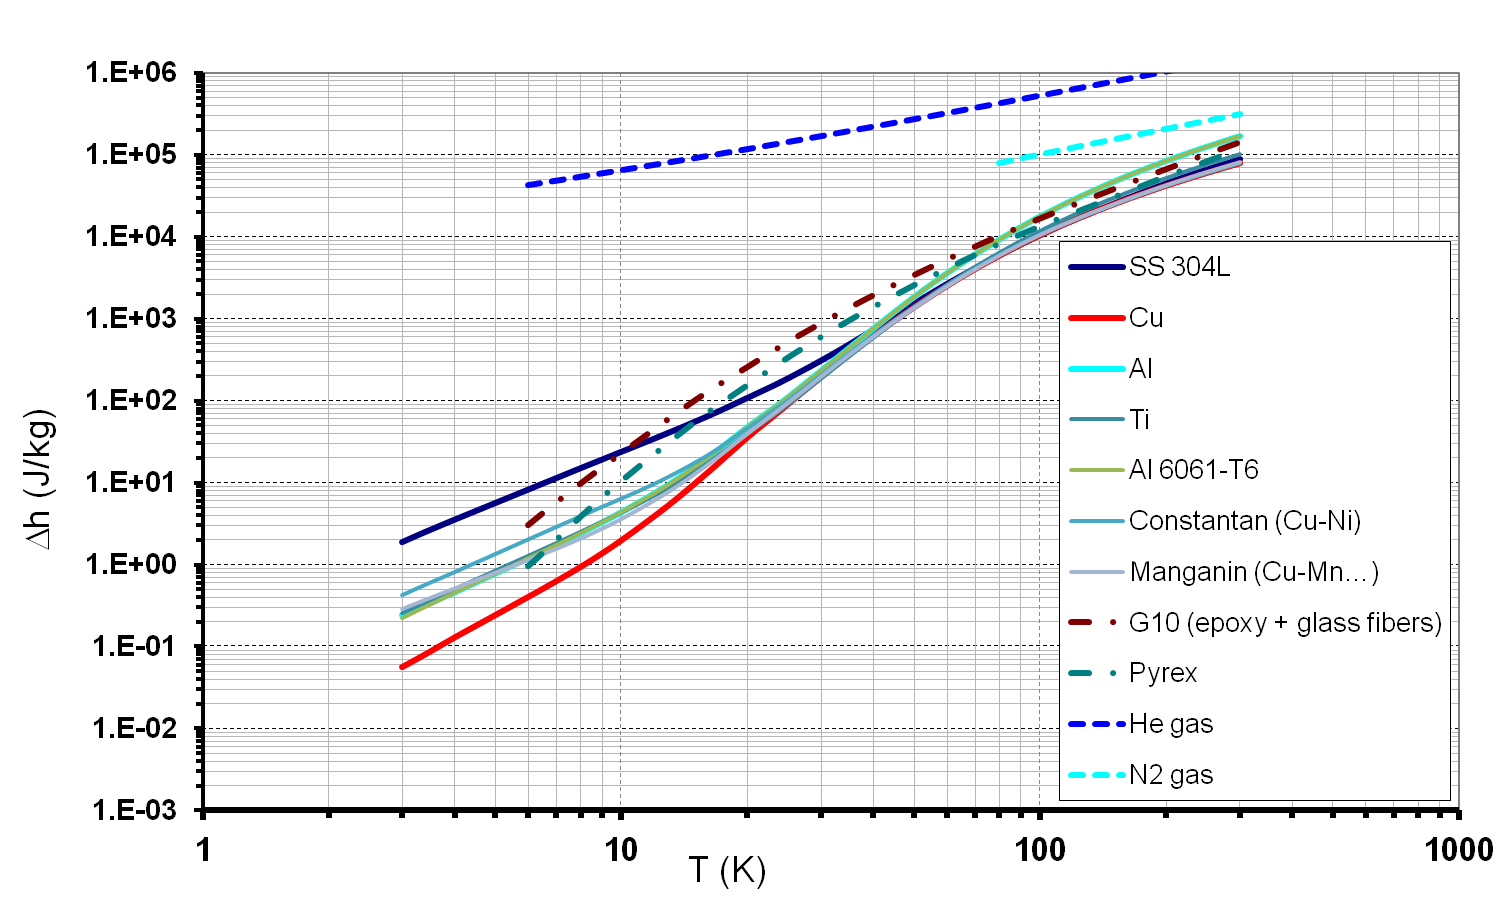 1.E+06
1.E+05
1.E+04
1.E+03
1.E+02
1.E+01
1.E+00
1.E-01
1.E-02
1.E-03
Δh (J/kg)
1
10
100
1000
T (K)
SS 304L
Cu
Al
Ti
Al 6061-T6
Constantan (Cu-Ni)
Manganin (Cu-Mn…)
G10 (epoxy + glass fibers)
Pyrex
He gas
N2 gas